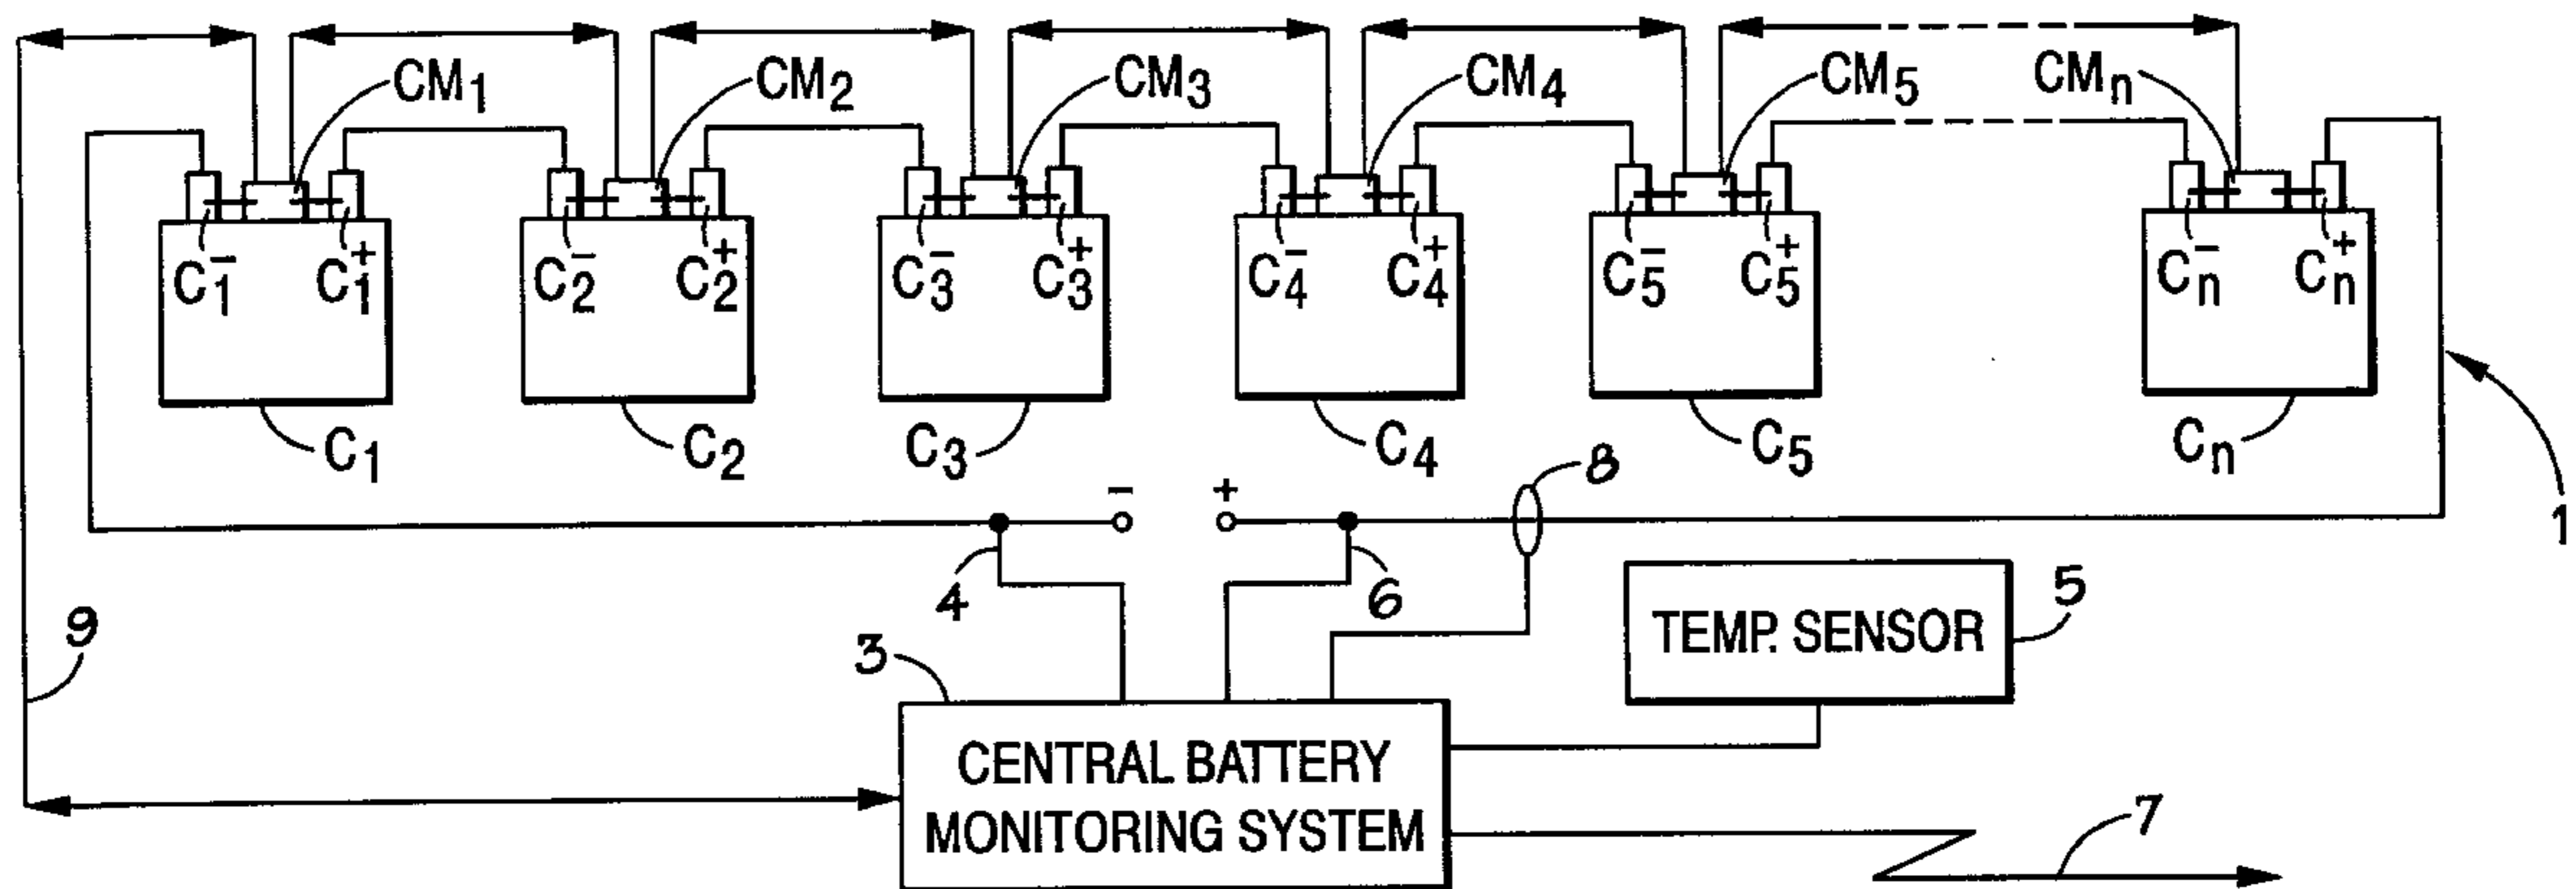 CM₁ CM₂ CM₃ CM₄ CM₅ CMₙ
C₁⁻ C₁⁺ C₂⁻ C₂⁺ C₃⁻ C₃⁺ C₄⁻ C₄⁺ C₅⁻ C₅⁺ Cₙ⁻ Cₙ⁺
C₁ C₂ C₃ C₄ C₅ Cₙ
8
− +
1
4 6
5
TEMP. SENSOR
9
3
CENTRAL BATTERY
MONITORING SYSTEM
7